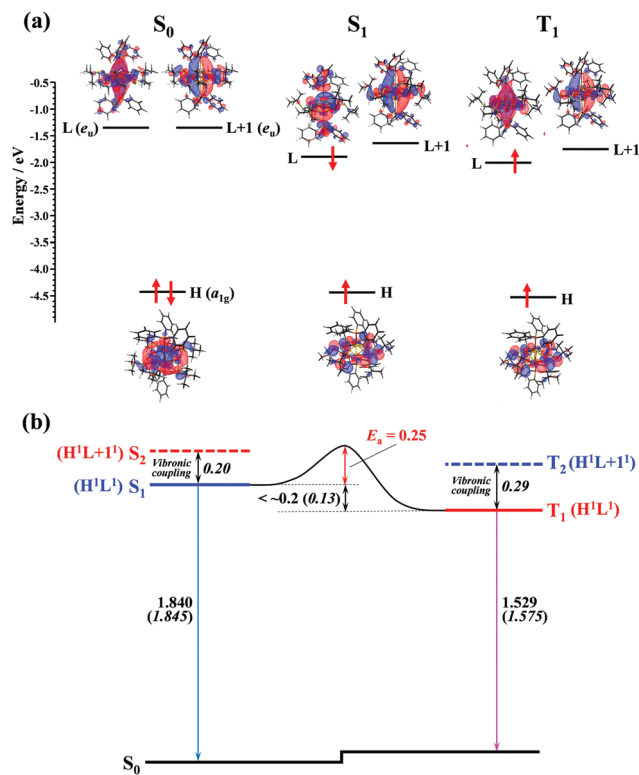 (a) S0 S1 T1
Energy / eV
-0.5
-1.0
-1.5
-2.0
-2.5
-3.0
-3.5
-4.0
-4.5
L (eu) L+1 (eu)
L L+1
L L+1
H (a1g)
H
H
(b)
(H¹L+1¹) S2
Vibronic
coupling
0.20
(H¹L¹) S1
Ea = 0.25
< ~0.2 (0.13)
T2 (H¹L+1¹)
Vibronic
coupling
0.29
T1 (H¹L¹)
1.840
(1.845)
1.529
(1.575)
S0